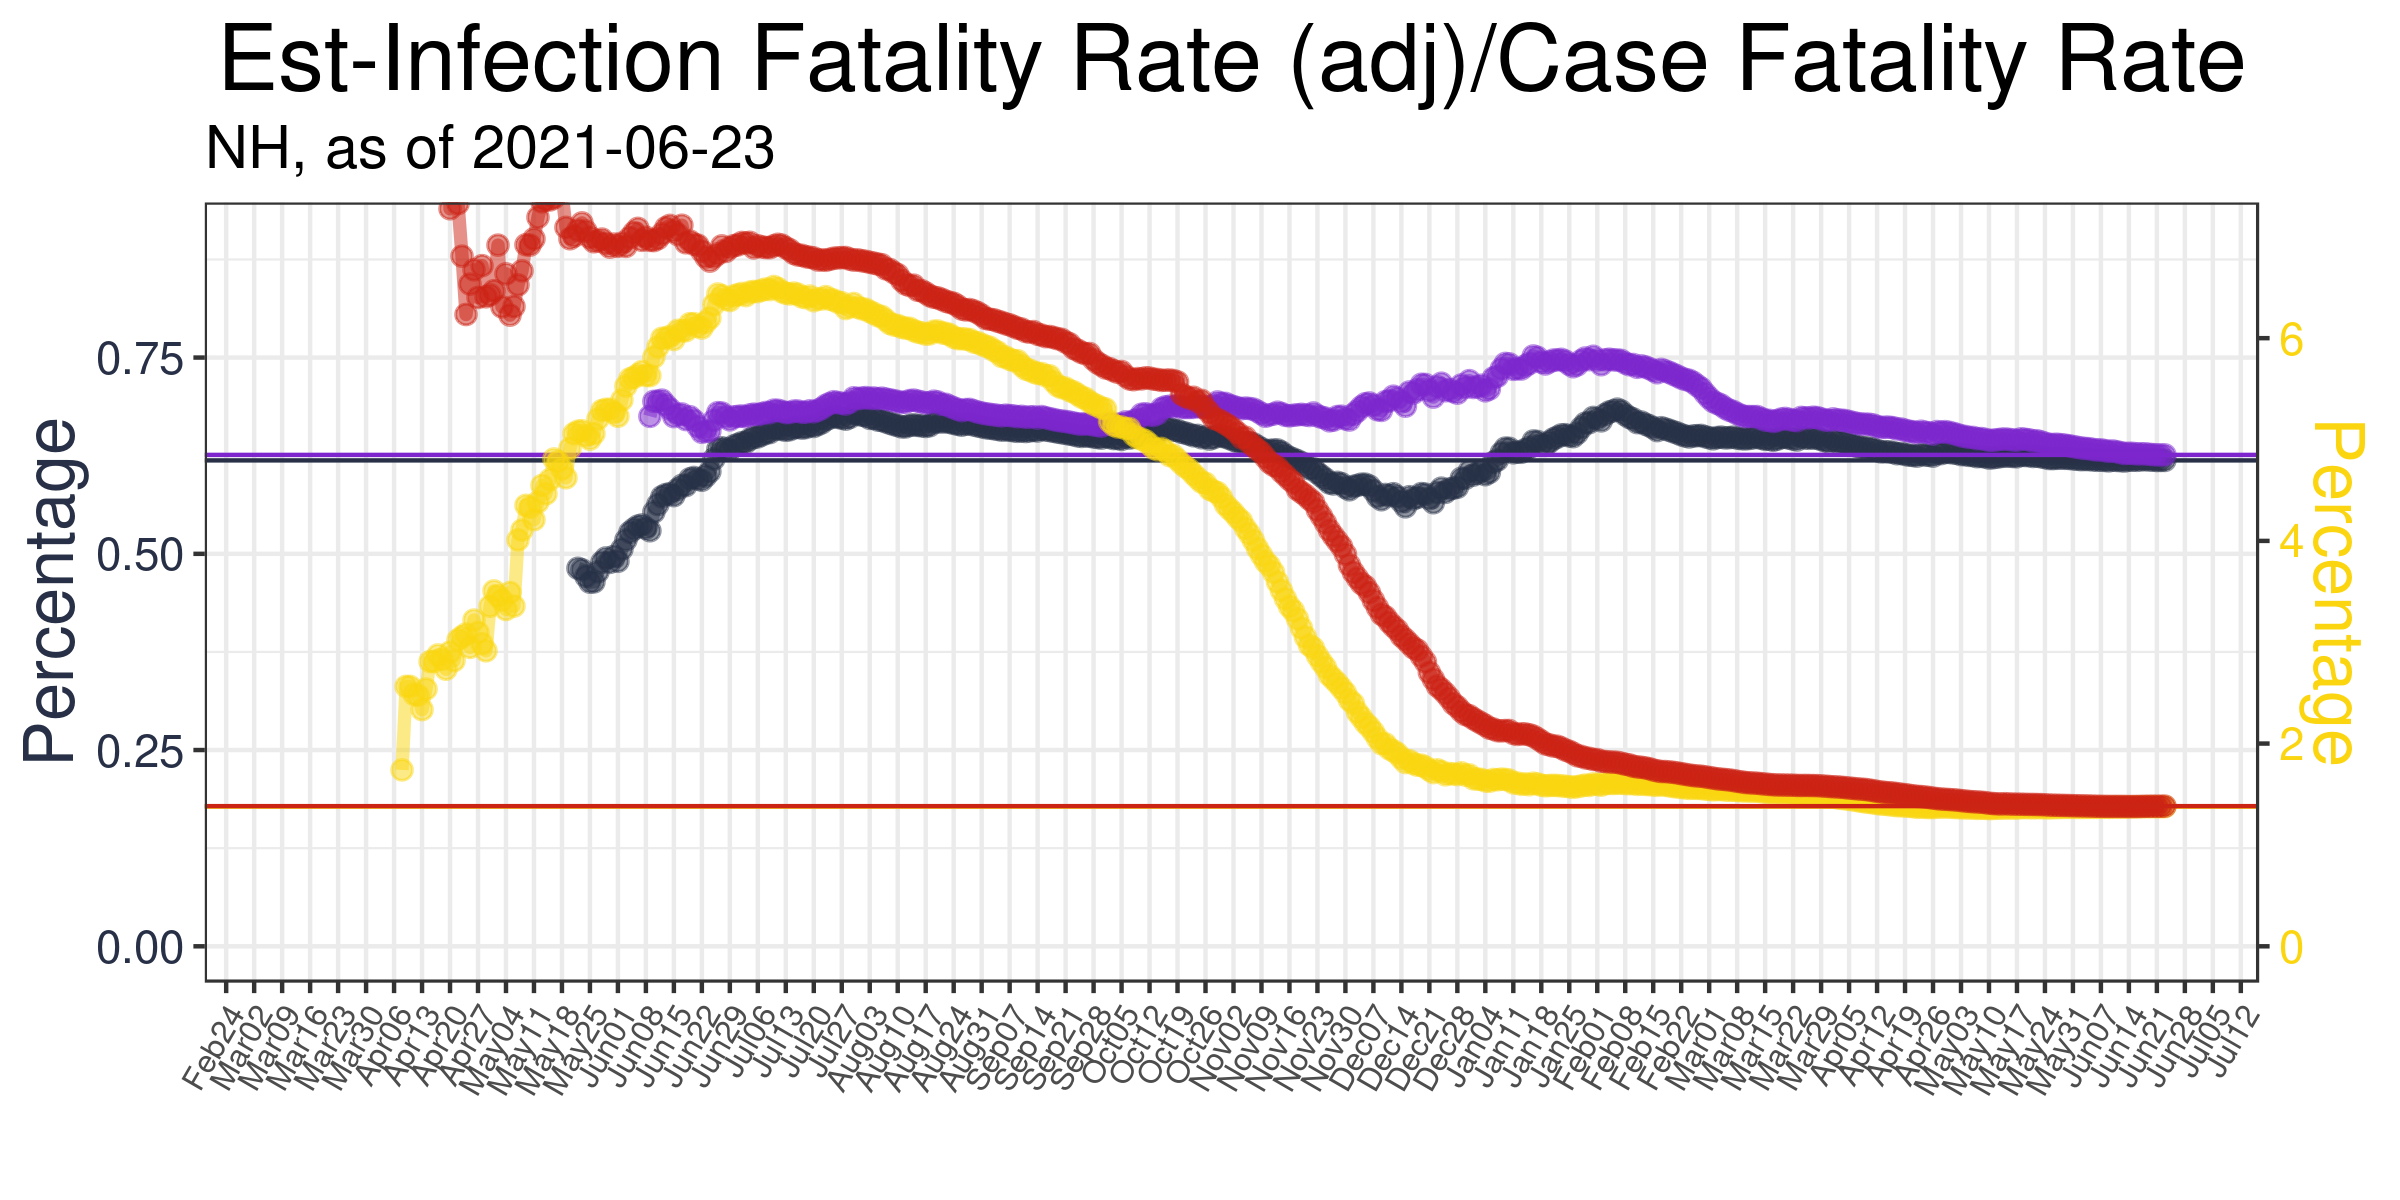 Est-Infection Fatality Rate (adj)/Case Fatality Rate
NH, as of 2021-06-23
Percentage
0.75
0.50
0.25
0.00
6
4
2
0
Percentage
Feb24
Mar02
Mar09
Mar16
Mar23
Mar30
Apr06
Apr13
Apr20
Apr27
May04
May11
May18
May25
Jun01
Jun08
Jun15
Jun22
Jun29
Jul06
Jul13
Jul20
Jul27
Aug03
Aug10
Aug17
Aug24
Aug31
Sep07
Sep14
Sep21
Sep28
Oct05
Oct12
Oct19
Oct26
Nov02
Nov09
Nov16
Nov23
Nov30
Dec07
Dec14
Dec21
Dec28
Jan04
Jan11
Jan18
Jan25
Feb01
Feb08
Feb15
Feb22
Mar01
Mar08
Mar15
Mar22
Mar29
Apr05
Apr12
Apr19
Apr26
May03
May10
May17
May24
May31
Jun07
Jun14
Jun21
Jun28
Jul05
Jul12